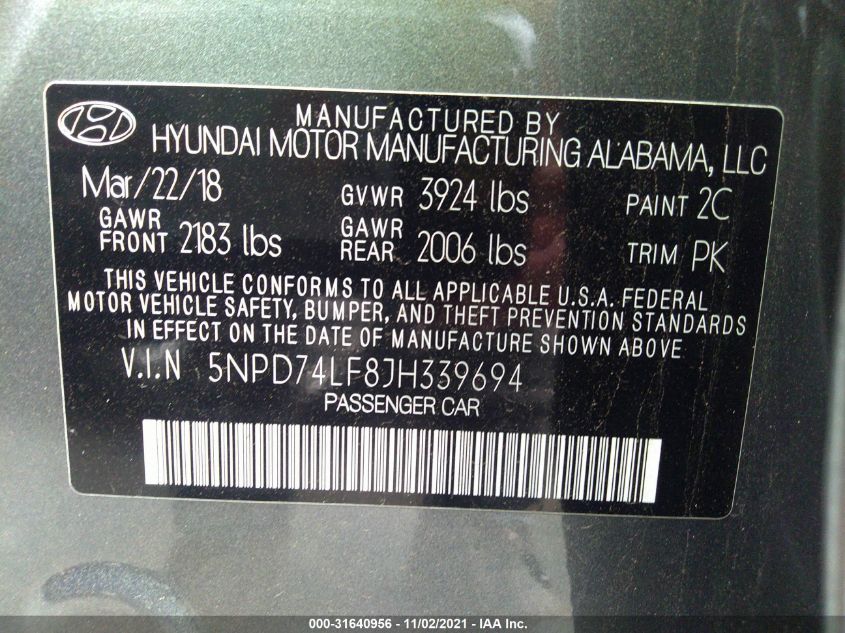 MANUFACTURED BY
HYUNDAI MOTOR MANUFACTURING ALABAMA, LLC
Mar/22/18 GVWR 3924 lbs PAINT 2C
GAWR FRONT 2183 lbs GAWR REAR 2006 lbs TRIM PK
THIS VEHICLE CONFORMS TO ALL APPLICABLE U.S.A. FEDERAL
MOTOR VEHICLE SAFETY, BUMPER, AND THEFT PREVENTION STANDARDS
IN EFFECT ON THE DATE OF MANUFACTURE SHOWN ABOVE
V.I.N 5NPD74LF8JH339694
PASSENGER CAR
000-31640956 - 11/02/2021 - IAA Inc.